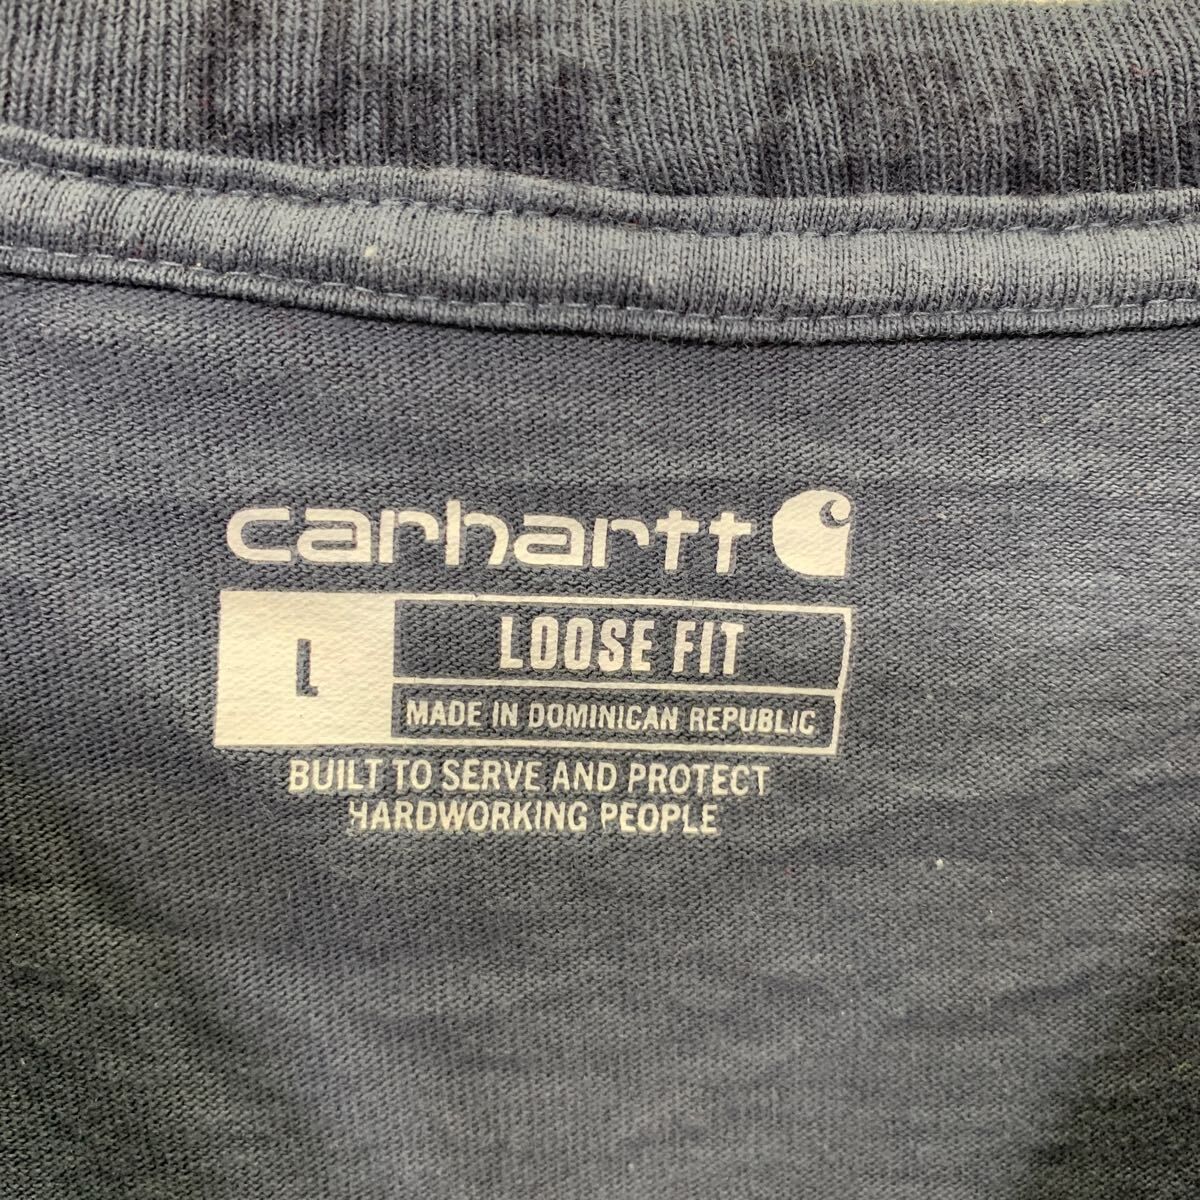 carhartt
L
LOOSE FIT
MADE IN DOMINICAN REPUBLIC
BUILT TO SERVE AND PROTECT
HARDWORKING PEOPLE